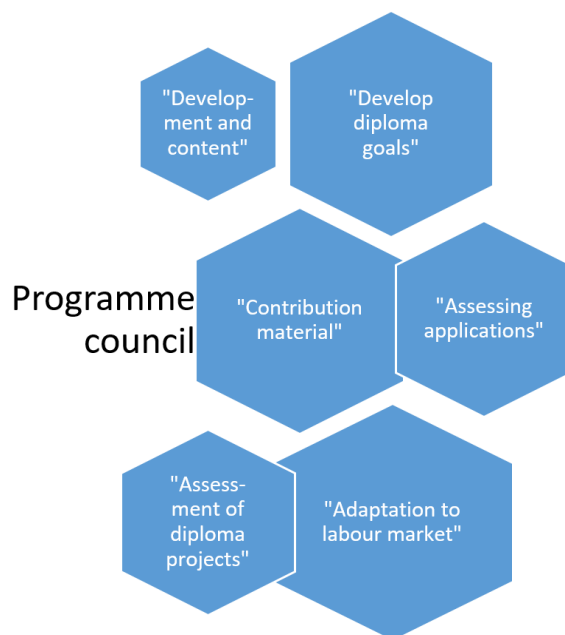 "Develop-
ment and
content"
"Develop
diploma
goals"
Programme
council
"Contribution
material"
"Assessing
applications"
"Assess-
ment of
diploma
projects"
"Adaptation to
labour market"